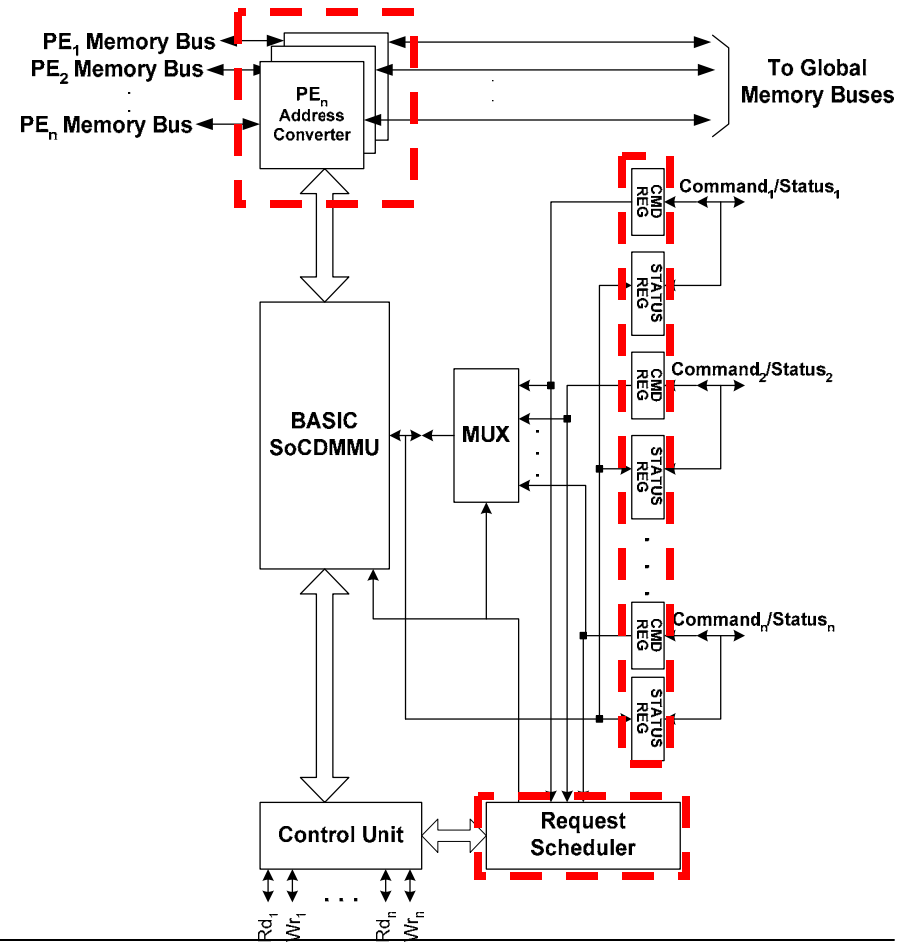 PE1 Memory Bus
PE2 Memory Bus
.
.
PEn Memory Bus
PEn
Address
Converter
To Global
Memory Buses
CMD
REG
Command1/Status1
STATUS
REG
CMD
REG
Command2/Status2
STATUS
REG
BASIC
SoCDMMU
MUX
CMD
REG
Commandn/Statusn
STATUS
REG
Control Unit
Request
Scheduler
Rd1
Wr1
. . .
Rdn
Wrn